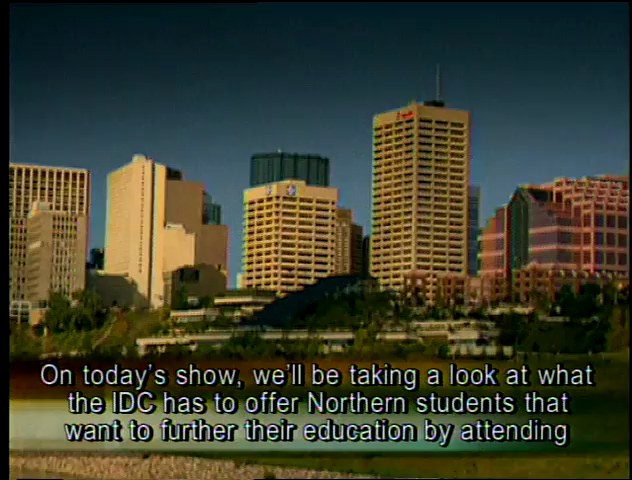 On today's show, we'll be taking a look at what
the IDC has to offer Northern students that
want to further their education by attending